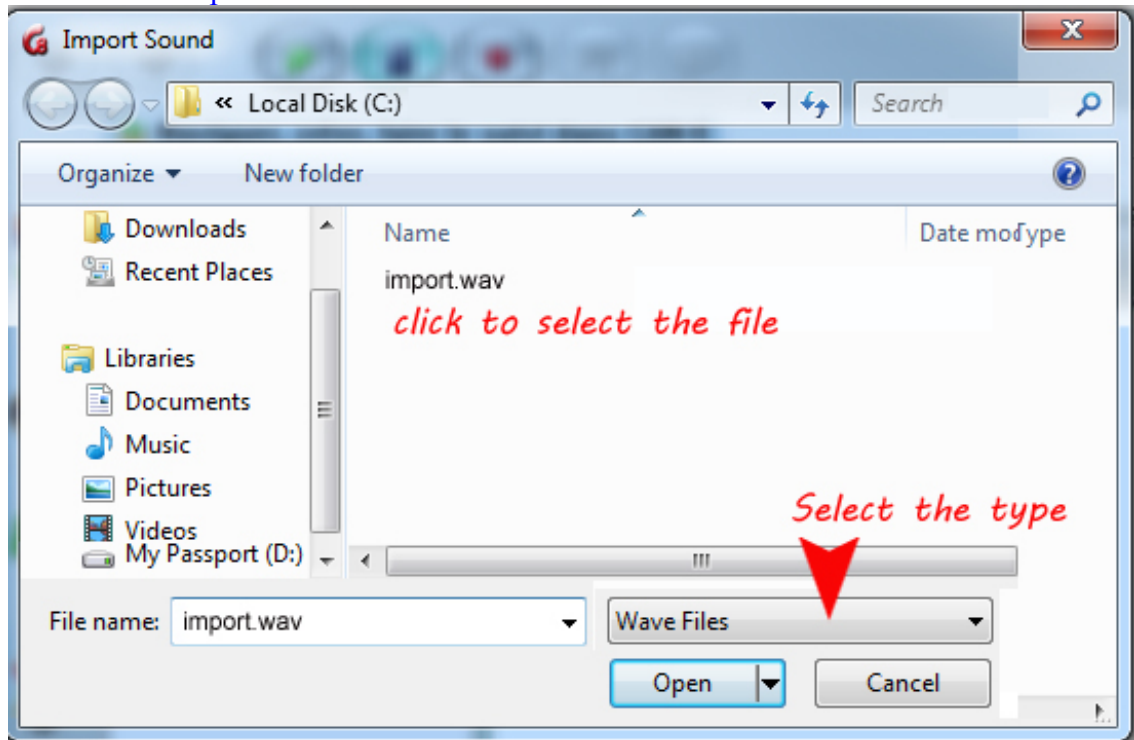 Import Sound
« Local Disk (C:)
Search
Organize
New folder
Downloads
Recent Places
Libraries
Documents
Music
Pictures
Videos
My Passport (D:)
Name
Date mod
ype
import.wav
click to select the file
Select the type
File name:
import.wav
Wave Files
Open
Cancel